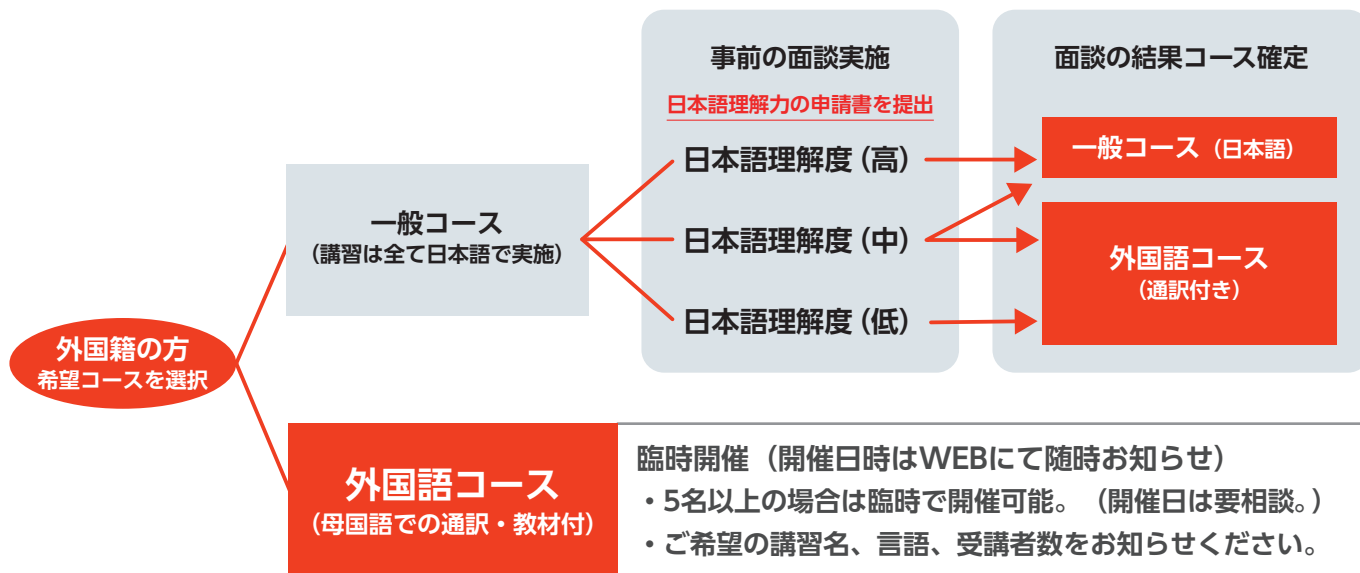 事前の面談実施
日本語理解力の申請書を提出
面談の結果コース確定
一般コース
(講習は全て日本語で実施)
日本語理解度(高)
日本語理解度(中)
日本語理解度(低)
一般コース(日本語)
外国語コース
(通訳付き)
外国籍の方
希望コースを選択
外国語コース
(母国語での通訳・教材付)
臨時開催(開催日時はWEBにて随時お知らせ)
・5名以上の場合は臨時で開催可能。(開催日は要相談。)
・ご希望の講習名、言語、受講者数をお知らせください。